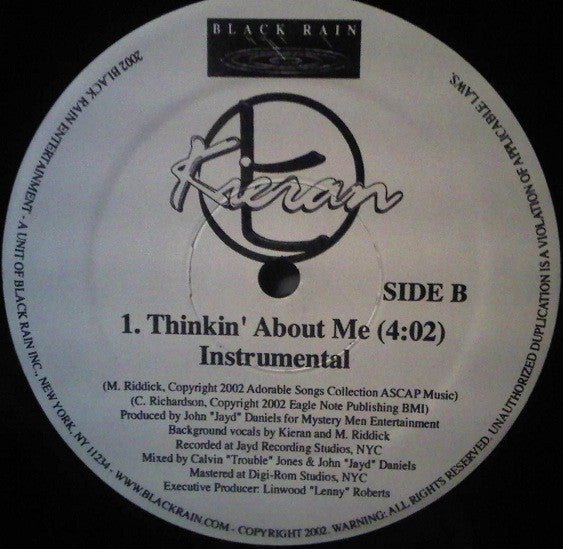 BLACK RAIN
Kieran
SIDE B
1. Thinkin' About Me (4:02)
Instrumental
(M. Riddick, Copyright 2002 Adorable Songs Collection ASCAP Music)
(C. Richardson, Copyright 2002 Eagle Note Publishing BMI)
Produced by John "Jayd" Daniels for Mystery Men Entertainment
Background vocals by Kieran and M. Riddick
Recorded at Jayd Recording Studios, NYC
Mixed by Calvin "Trouble" Jones & John "Jayd" Daniels
Mastered at Digi-Rom Studios, NYC
Executive Producer: Linwood "Lenny" Roberts
2002 BLACK RAIN ENTERTAINMENT - A UNIT OF BLACK RAIN INC., NEW YORK, NY 11234 - WWW.BLACKRAIN.COM - COPYRIGHT 2002. WARNING: ALL RIGHTS RESERVED. UNAUTHORIZED DUPLICATION IS A VIOLATION OF APPLICABLE LAWS.